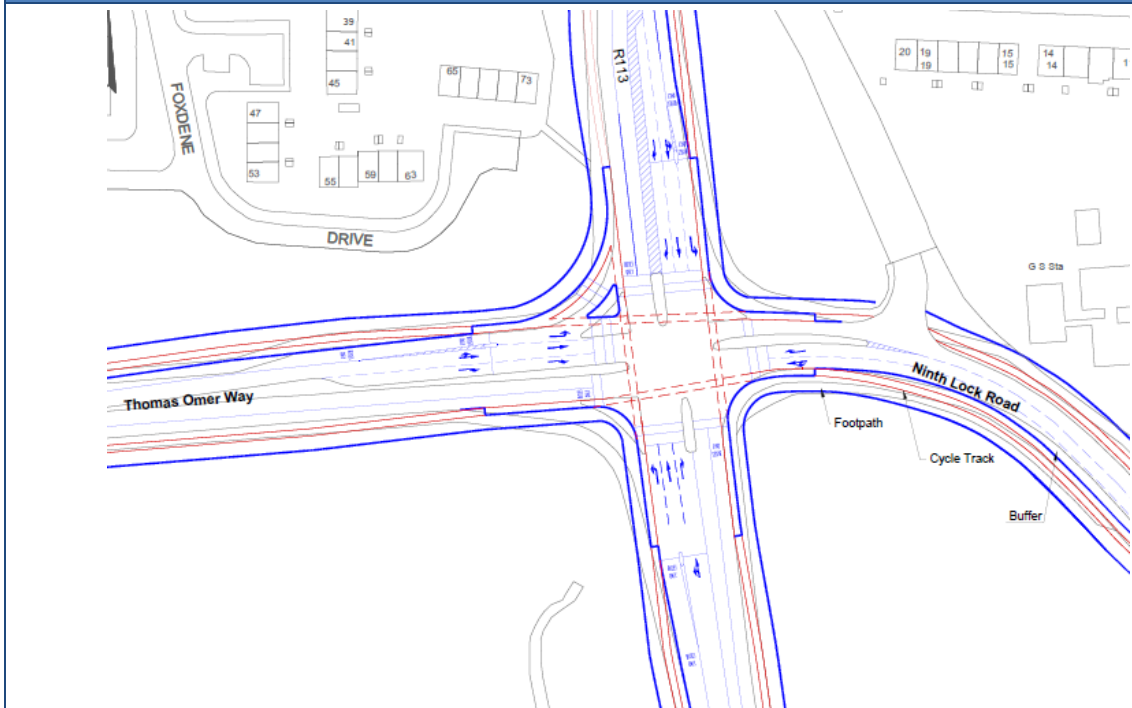 39
41
45
47
53
55
59
63
65
73
FOXDENE
DRIVE
R113
20
19
19
15
15
14
14
1
G S Sta
Thomas Omer Way
Ninth Lock Road
Footpath
Cycle Track
Buffer